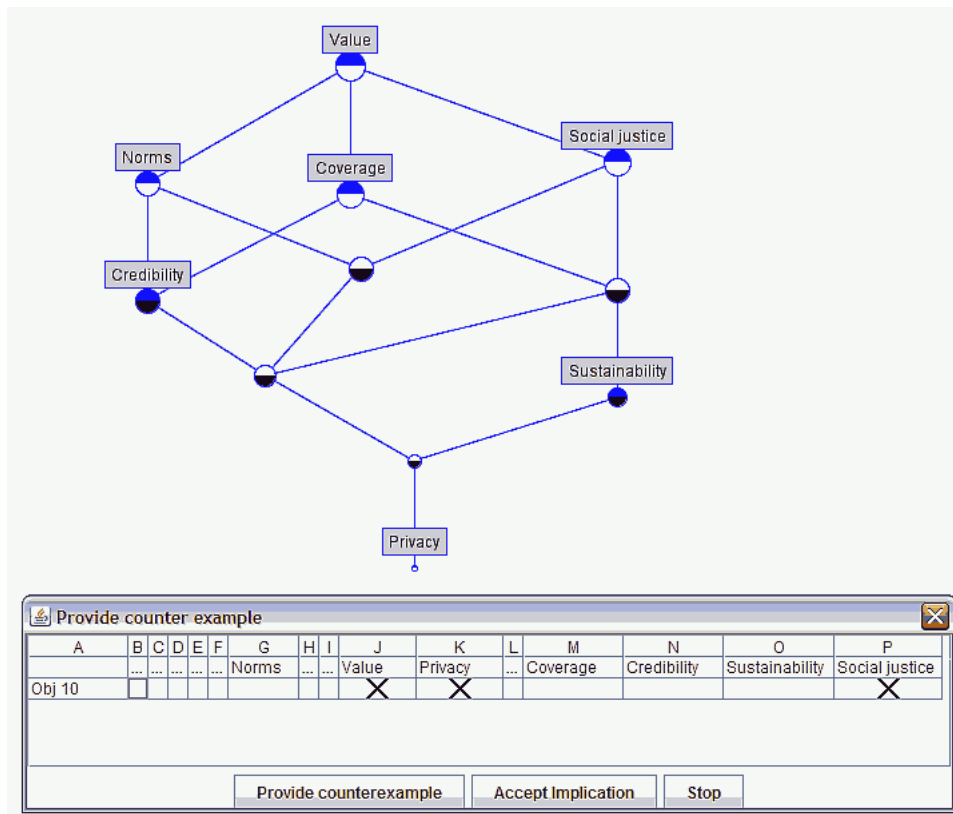 Value
Social justice
Norms
Coverage
Credibility
Sustainability
Privacy
Provide counter example
A B C D E F G H I J K L M N O P
... ... ... ... ... Norms ... ... Value Privacy ... Coverage Credibility Sustainability Social justice
Obj 10
Provide counterexample Accept Implication Stop